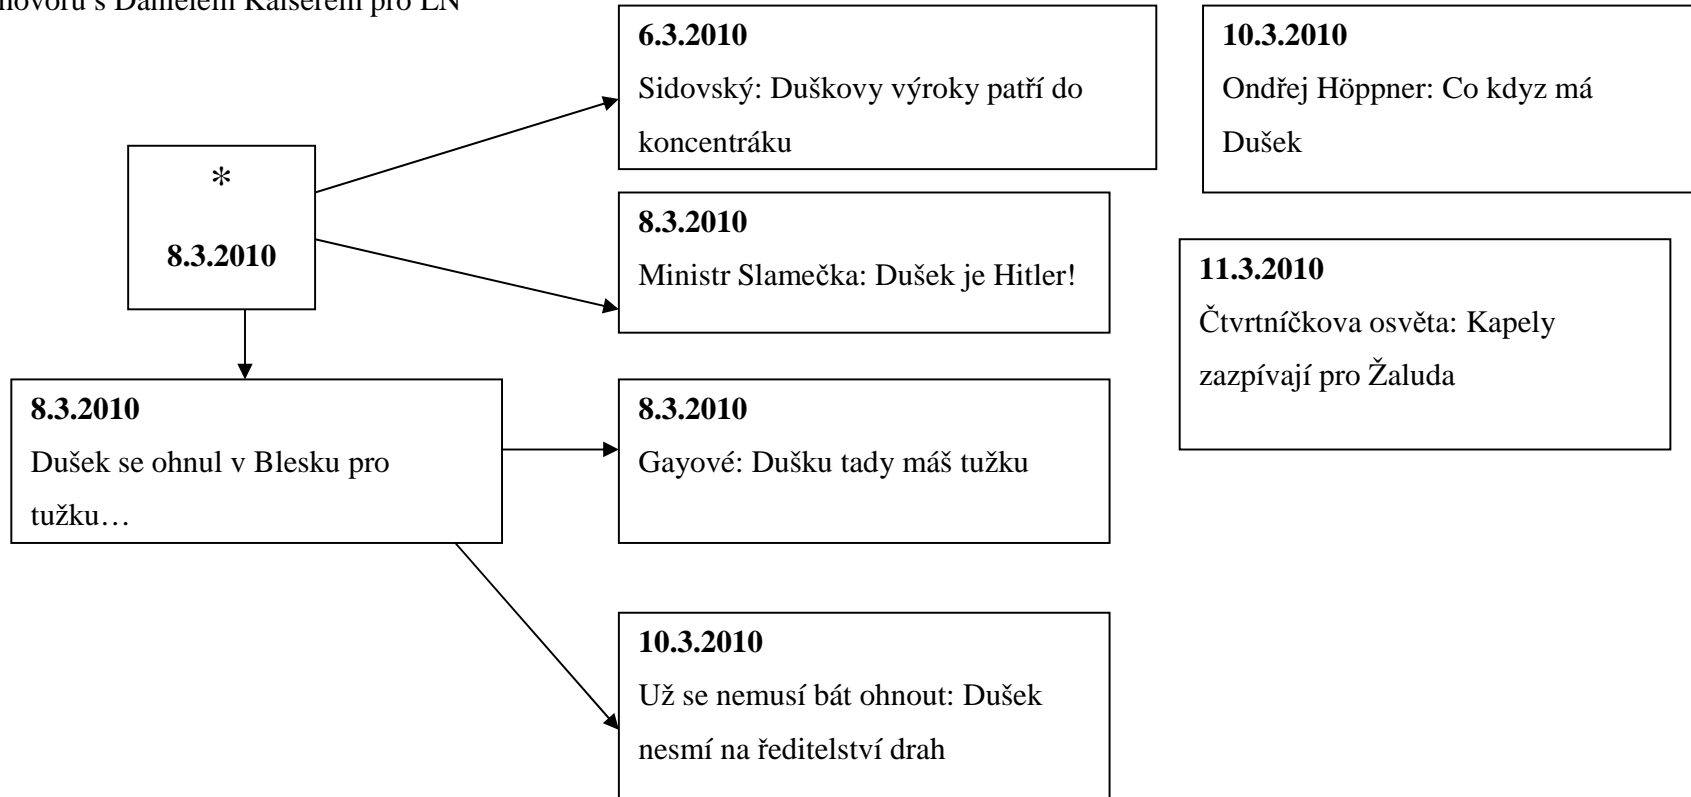 s Danielem Kaiserem pro LN
6.3.2010
Sidovský: Duškovy výroky patří do
koncentráku
10.3.2010
Ondřej Höppner: Co kdyz má
Dušek
*
8.3.2010
8.3.2010
Ministr Slamečka: Dušek je Hitler!
11.3.2010
Čtvrtníčkova osvěta: Kapely
zazpívají pro Žaluda
8.3.2010
Dušek se ohnul v Blesku pro
tužku…
8.3.2010
Gayové: Dušku tady máš tužku
10.3.2010
Už se nemusí bát ohnout: Dušek
nesmí na ředitelství drah